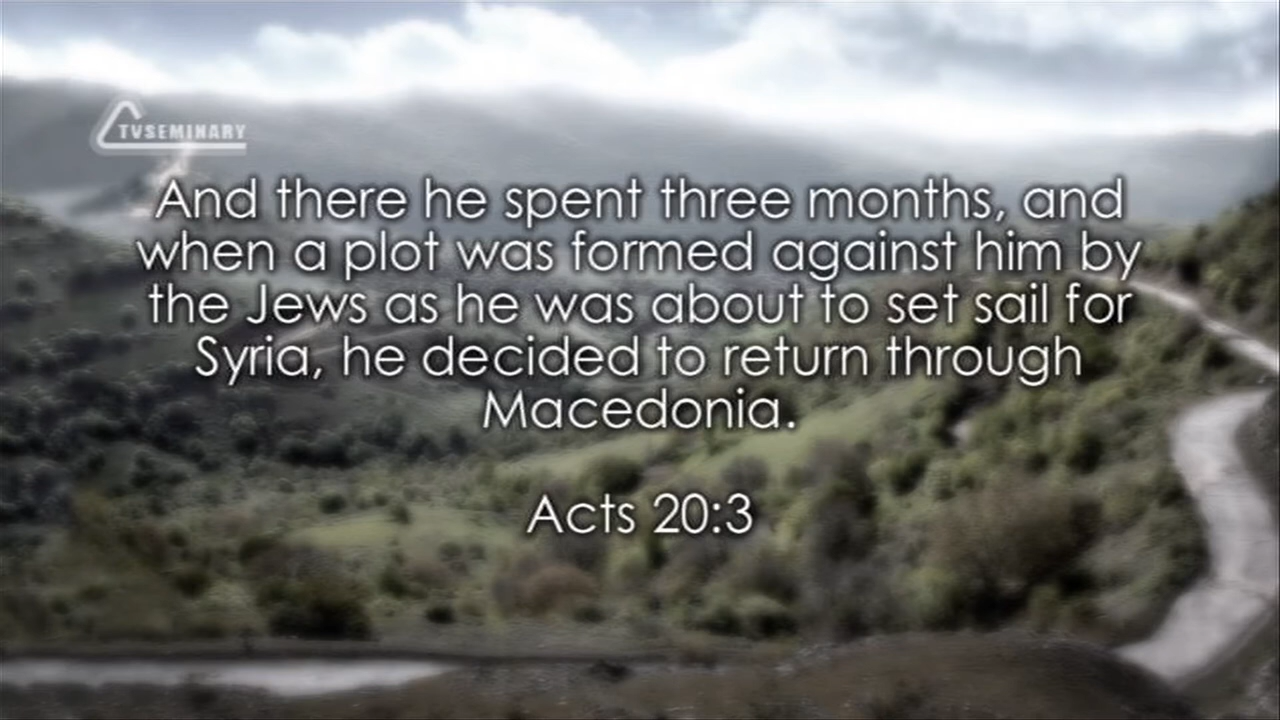 TVSEMINARY
And there he spent three months, and
when a plot was formed against him by
the Jews as he was about to set sail for
Syria, he decided to return through
Macedonia.
Acts 20:3